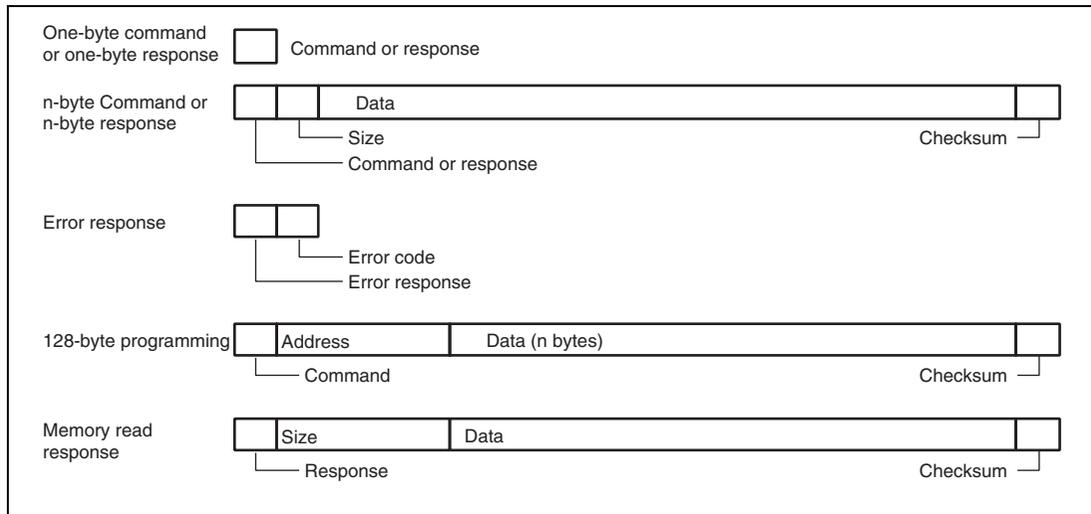 One-byte command
or one-byte response
Command or response
n-byte Command or
n-byte response
Data
Size
Checksum
Command or response
Error response
Error code
Error response
128-byte programming
Address
Data (n bytes)
Command
Checksum
Memory read
response
Size
Data
Response
Checksum